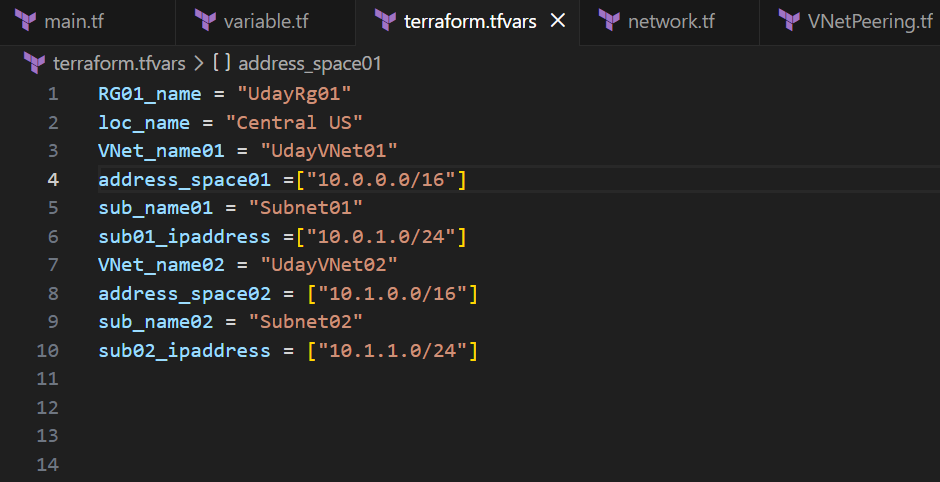 main.tf variable.tf terraform.tfvars network.tf VNetPeering.tf
terraform.tfvars > [ ] address_space01
1 RG01_name = "UdayRg01"
2 loc_name = "Central US"
3 VNet_name01 = "UdayVNet01"
4 address_space01 =["10.0.0.0/16"]
5 sub_name01 = "Subnet01"
6 sub01_ipaddress =["10.0.1.0/24"]
7 VNet_name02 = "UdayVNet02"
8 address_space02 = ["10.1.0.0/16"]
9 sub_name02 = "Subnet02"
10 sub02_ipaddress = ["10.1.1.0/24"]
11
12
13
14